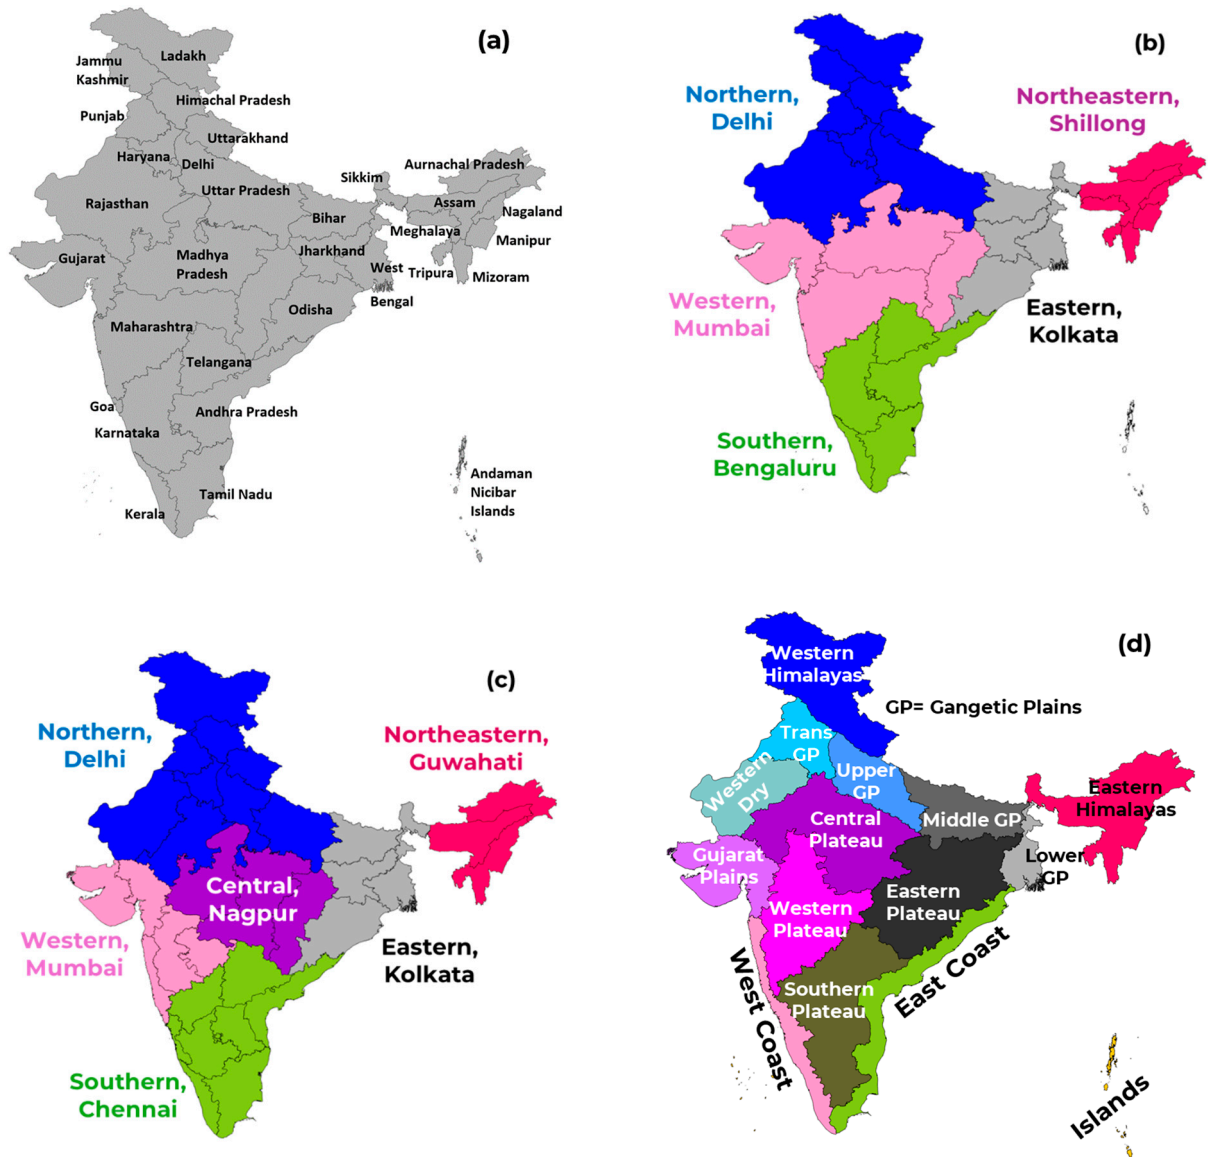 (a)
Ladakh
Jammu
Kashmir
Himachal Pradesh
Punjab
Uttarakhand
Haryana
Delhi
Aurnachal Pradesh
Sikkim
Uttar Pradesh
Rajasthan
Assam
Nagaland
Bihar
Meghalaya
Manipur
Gujarat
Madhya
Pradesh
Jharkhand
West
Bengal
Tripura
Mizoram
Odisha
Maharashtra
Telangana
Goa
Andhra Pradesh
Karnataka
Andaman
Nicibar
Islands
Tamil Nadu
Kerala
(b)
Northern,
Delhi
Northeastern,
Shillong
Western,
Mumbai
Eastern,
Kolkata
Southern,
Bengaluru
(c)
Northern,
Delhi
Northeastern,
Guwahati
Central,
Nagpur
Western,
Mumbai
Eastern,
Kolkata
Southern,
Chennai
(d)
Western
Himalayas
GP= Gangetic Plains
Trans
GP
Western
Dry
Upper
GP
Eastern
Himalayas
Central
Plateau
Middle GP
Gujarat
Plains
Lower
GP
Eastern
Plateau
Western
Plateau
West Coast
East Coast
Southern
Plateau
Islands